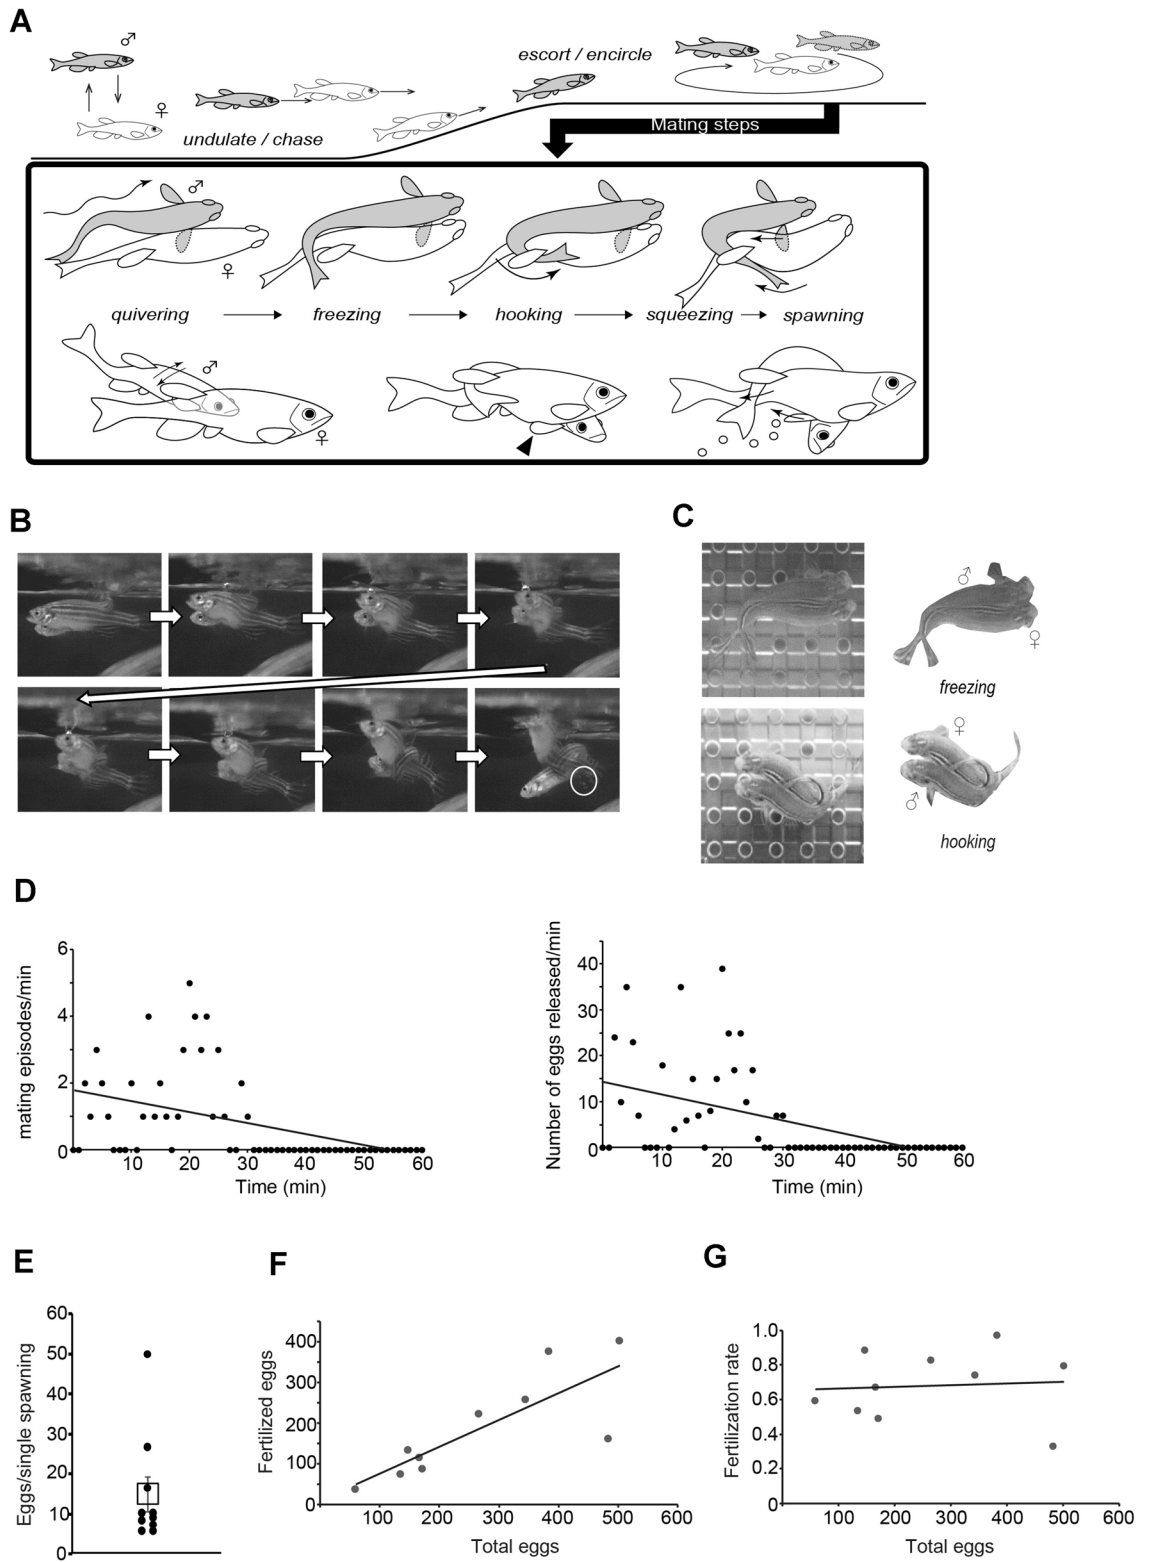 A
♂
♀
undulate / chase
escort / encircle
Mating steps
♂
♀
quivering
freezing
hooking
squeezing
spawning
♂
♀
B
C
♂
♀
freezing
♀
♂
hooking
D
mating episodes/min
6
4
2
0
10
20
30
40
50
60
Time (min)
Number of eggs released/min
40
30
20
10
0
10
20
30
40
50
60
Time (min)
E
Eggs/single spawning
60
50
40
30
20
10
0
F
Fertilized eggs
400
300
200
100
0
100
200
300
400
500
600
Total eggs
G
Fertilization rate
1.0
0.8
0.6
0.4
0.2
0
100
200
300
400
500
600
Total eggs